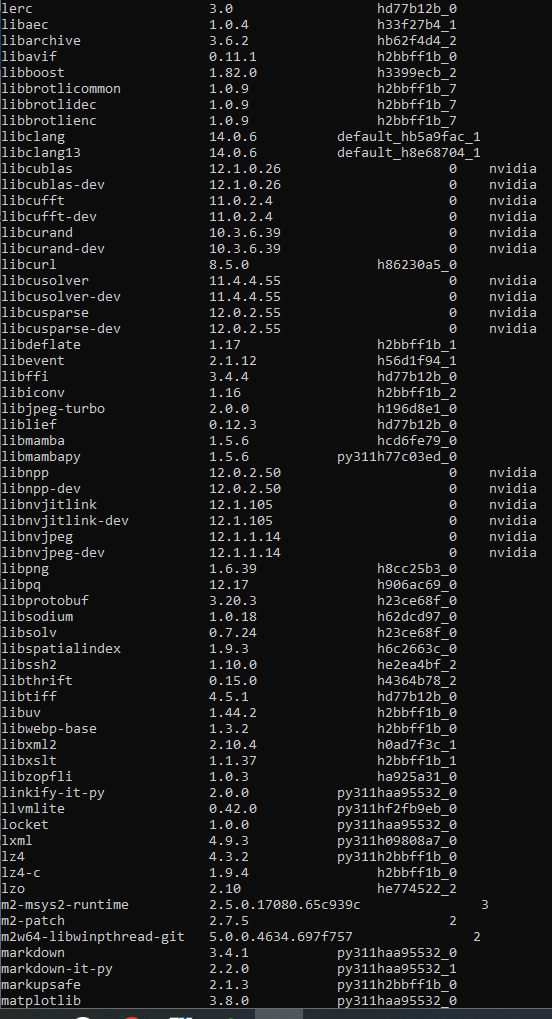 lerc 3.0 hd77b12b_0
libaec 1.0.4 h33f27b4_1
libarchive 3.6.2 hb62f4d4_2
libavif 0.11.1 h2bbff1b_0
libboost 1.82.0 h3399ecb_2
libbrotlicommon 1.0.9 h2bbff1b_7
libbrotlidec 1.0.9 h2bbff1b_7
libbrotlienc 1.0.9 h2bbff1b_7
libclang 14.0.6 default_hb5a9fac_1
libclang13 14.0.6 default_h8e68704_1
libcublas 12.1.0.26 0 nvidia
libcublas-dev 12.1.0.26 0 nvidia
libcufft 11.0.2.4 0 nvidia
libcufft-dev 11.0.2.4 0 nvidia
libcurand 10.3.6.39 0 nvidia
libcurand-dev 10.3.6.39 0 nvidia
libcurl 8.5.0 h86230a5_0
libcusolver 11.4.4.55 0 nvidia
libcusolver-dev 11.4.4.55 0 nvidia
libcusparse 12.0.2.55 0 nvidia
libcusparse-dev 12.0.2.55 0 nvidia
libdeflate 1.17 h2bbff1b_1
libevent 2.1.12 h56d1f94_1
libffi 3.4.4 hd77b12b_0
libiconv 1.16 h2bbff1b_2
libjpeg-turbo 2.0.0 h196d8e1_0
liblief 0.12.3 hd77b12b_0
libmamba 1.5.6 hcd6fe79_0
libmambapy 1.5.6 py311h77c03ed_0
libnpp 12.0.2.50 0 nvidia
libnpp-dev 12.0.2.50 0 nvidia
libnvjitlink 12.1.105 0 nvidia
libnvjitlink-dev 12.1.105 0 nvidia
libnvjpeg 12.1.1.14 0 nvidia
libnvjpeg-dev 12.1.1.14 0 nvidia
libpng 1.6.39 h8cc25b3_0
libpq 12.17 h906ac69_0
libprotobuf 3.20.3 h23ce68f_0
libsodium 1.0.18 h62dcd97_0
libsolv 0.7.24 h23ce68f_0
libspatialindex 1.9.3 h6c2663c_0
libssh2 1.10.0 he2ea4bf_2
libthrift 0.15.0 h4364b78_2
libtiff 4.5.1 hd77b12b_0
libuv 1.44.2 h2bbff1b_0
libwebp-base 1.3.2 h2bbff1b_0
libxml2 2.10.4 h0ad7f3c_1
libxslt 1.1.37 h2bbff1b_1
libzopfli 1.0.3 ha925a31_0
linkify-it-py 2.0.0 py311haa95532_0
llvmlite 0.42.0 py311hf2fb9eb_0
locket 1.0.0 py311haa95532_0
lxml 4.9.3 py311h09808a7_0
lz4 4.3.2 py311h2bbff1b_0
lz4-c 1.9.4 h2bbff1b_0
lzo 2.10 he774522_2
m2-msys2-runtime 2.5.0.17080.65c939c 3
m2-patch 2.7.5 2
m2w64-libwinpthread-git 5.0.0.4634.697f757 2
markdown 3.4.1 py311haa95532_0
markdown-it-py 2.2.0 py311haa95532_1
markupsafe 2.1.3 py311h2bbff1b_0
matplotlib 3.8.0 py311haa95532_0